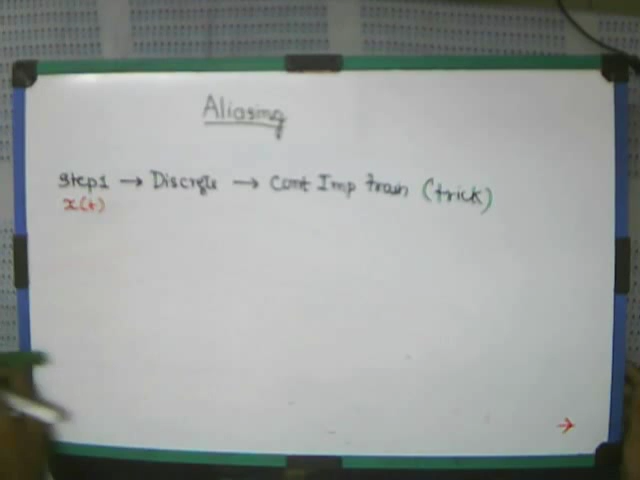 Aliasing
Step1 → Discrete → Cont Imp train (trick)
x(t)
→